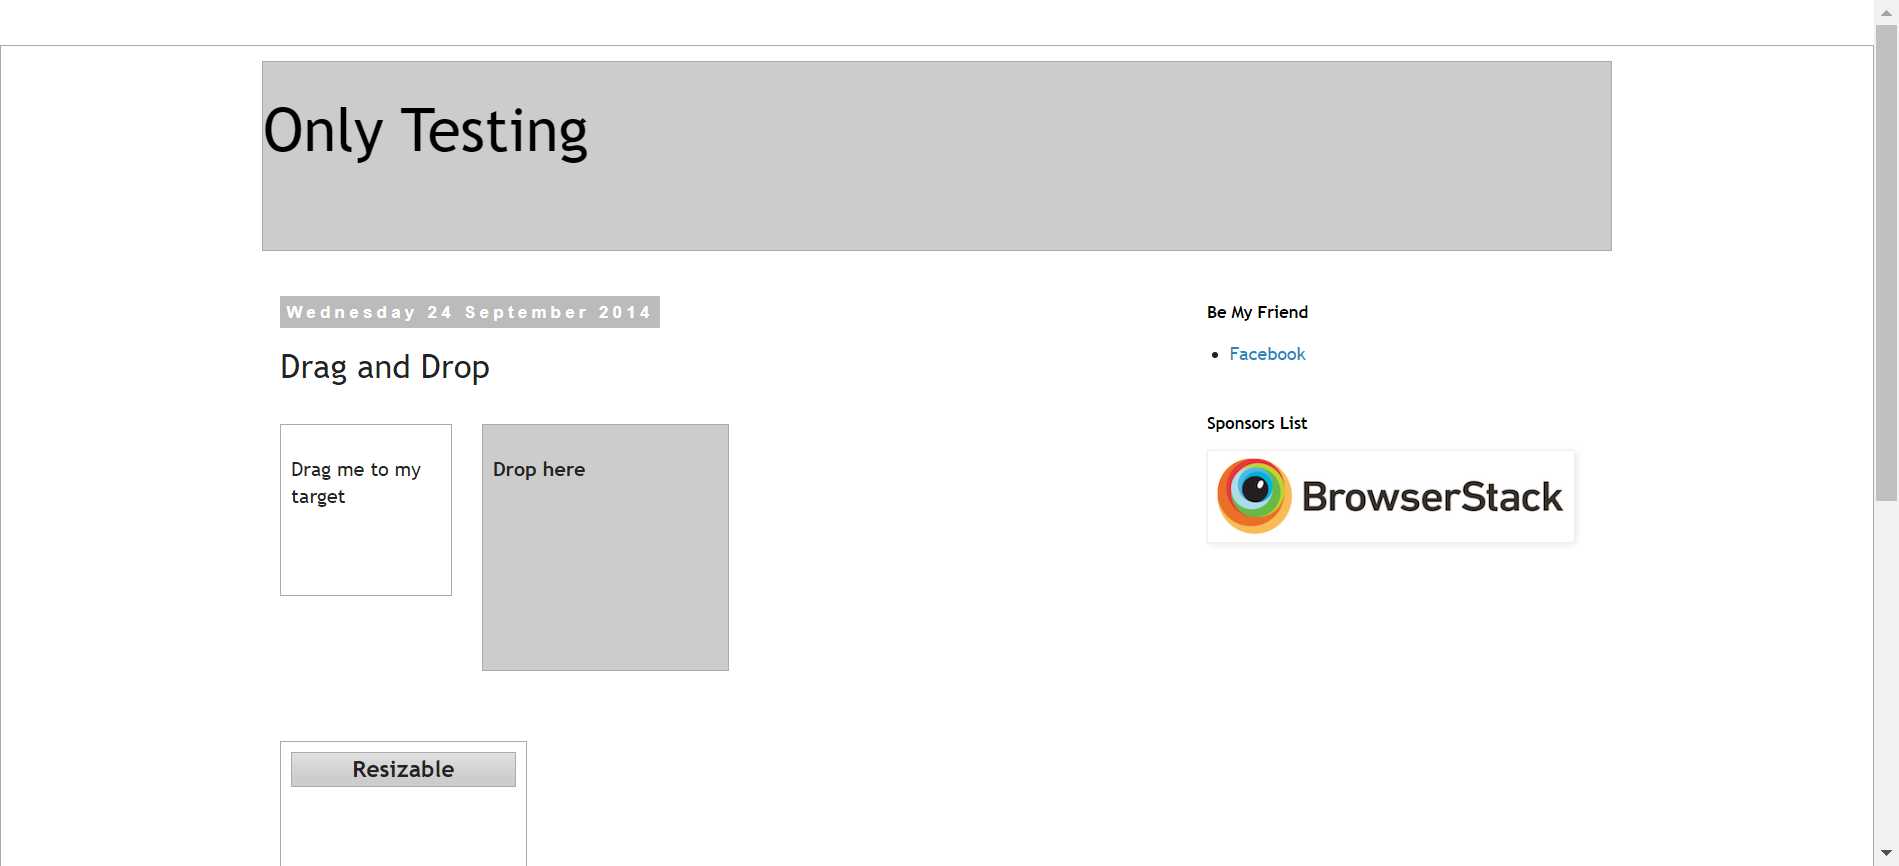 Only Testing
Wednesday 24 September 2014
Drag and Drop
Drag me to my
target
Drop here
Resizable
Be My Friend
Facebook
Sponsors List
BrowserStack